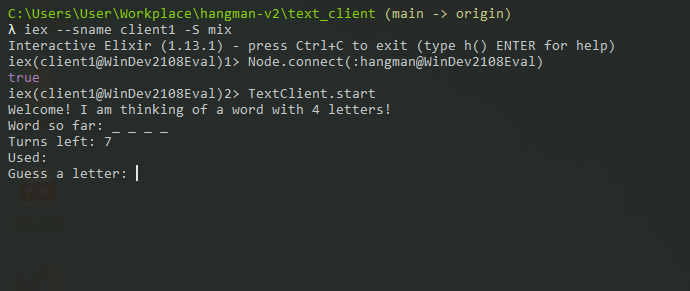 C:\Users\User\Workplace\hangman-v2\text_client (main -> origin)
λ iex --sname client1 -S mix
Interactive Elixir (1.13.1) - press Ctrl+C to exit (type h() ENTER for help)
iex(client1@WinDev2108Eval)1> Node.connect(:hangman@WinDev2108Eval)
true
iex(client1@WinDev2108Eval)2> TextClient.start
Welcome! I am thinking of a word with 4 letters!
Word so far: _ _ _ _
Turns left: 7
Used:
Guess a letter: